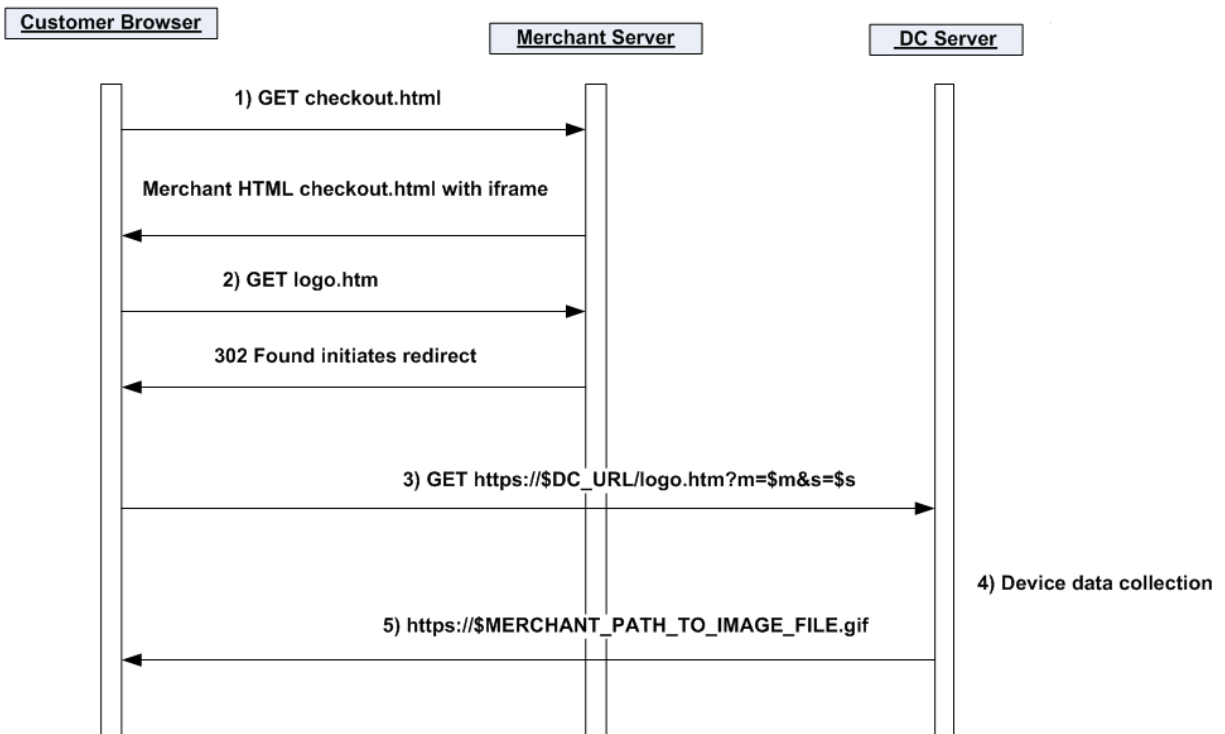 Customer Browser
Merchant Server
DC Server
1) GET checkout.html
Merchant HTML checkout.html with iframe
2) GET logo.htm
302 Found initiates redirect
3) GET https://$DC_URL/logo.htm?m=$m&s=$s
4) Device data collection
5) https://$MERCHANT_PATH_TO_IMAGE_FILE.gif